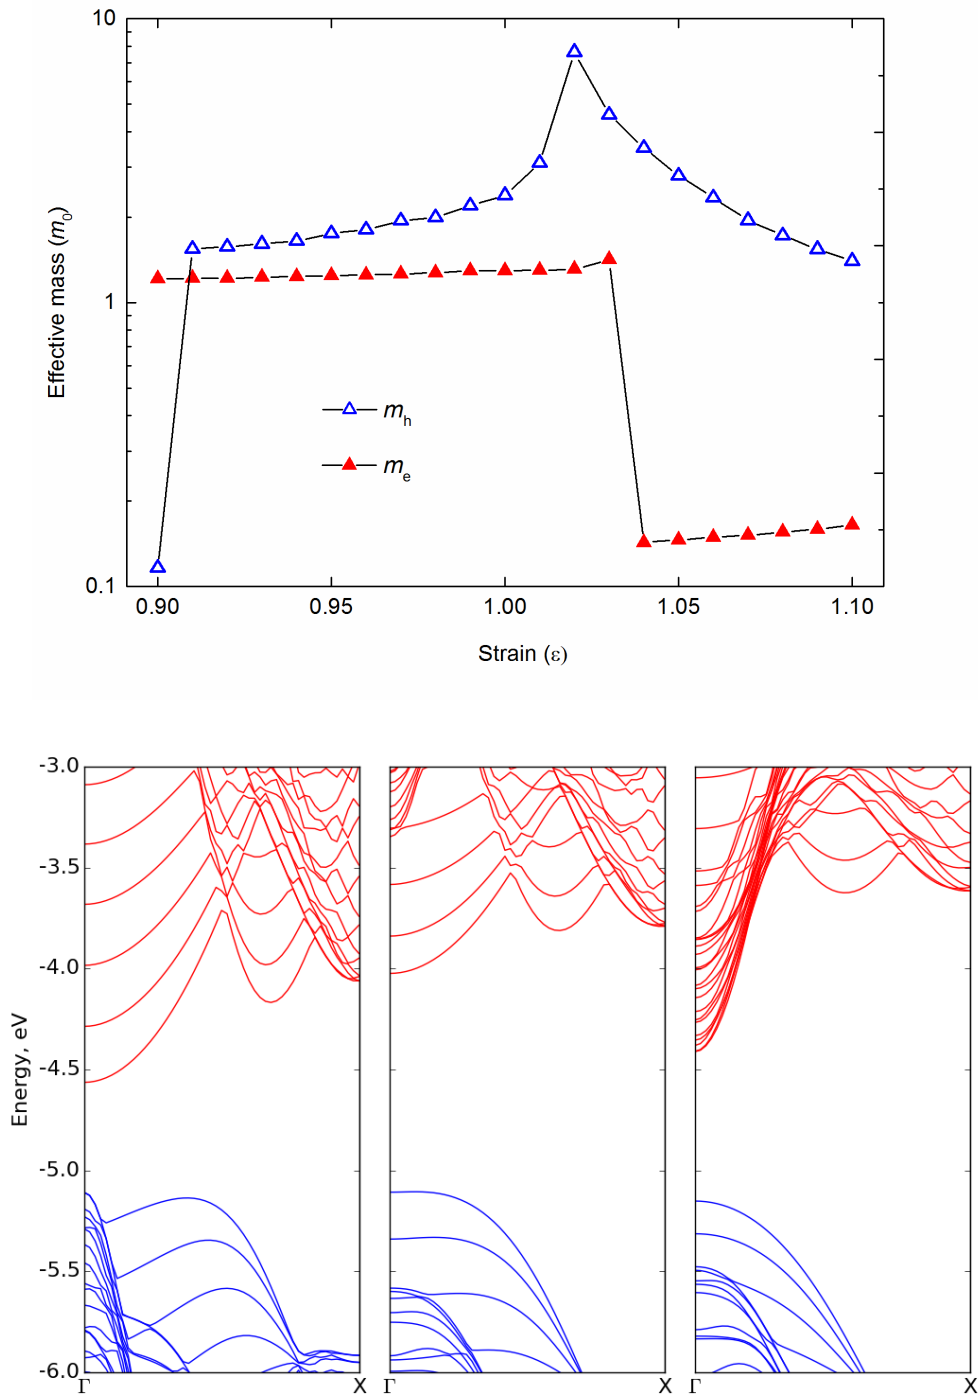 10
1
0.1
Effective mass (m0)
mh
me
0.90 0.95 1.00 1.05 1.10
Strain (ε)
-3.0
-3.5
-4.0
-4.5
-5.0
-5.5
-6.0
Energy, eV
Γ X Γ X Γ X